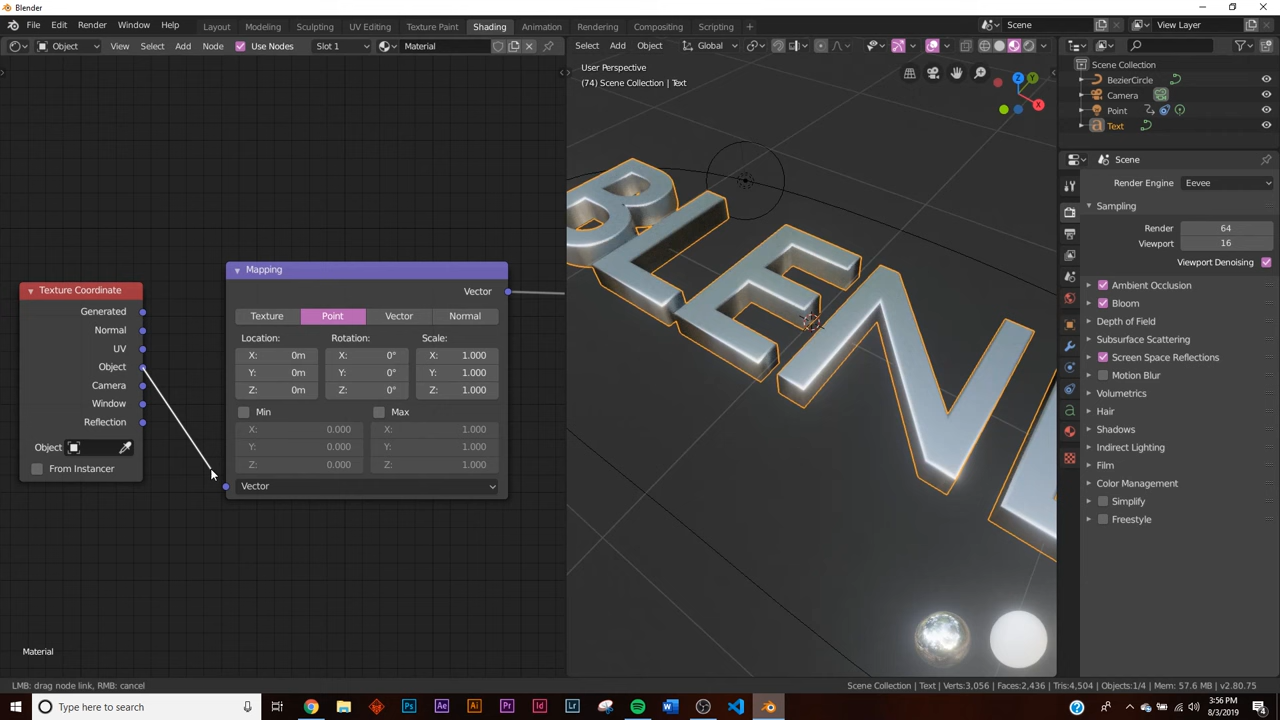 Blender
File Edit Render Window Help Layout Modeling Sculpting UV Editing Texture Paint Shading Animation Rendering Compositing Scripting + Scene View Layer
Object View Select Add Node Use Nodes Slot 1 Material Select Add Object Global
User Perspective
(74) Scene Collection | Text
Scene Collection
BezierCircle
Camera
Point
Text
Scene
Render Engine Eevee
Sampling
Render 64
Viewport 16
Viewport Denoising
Ambient Occlusion
Bloom
Depth of Field
Subsurface Scattering
Screen Space Reflections
Motion Blur
Volumetrics
Hair
Shadows
Indirect Lighting
Film
Color Management
Simplify
Freestyle
Texture Coordinate
Generated
Normal
UV
Object
Camera
Window
Reflection
Object
From Instancer
Mapping
Vector
Texture Point Vector Normal
Location: Rotation: Scale:
X: 0m X: 0° X: 1.000
Y: 0m Y: 0° Y: 1.000
Z: 0m Z: 0° Z: 1.000
Min Max
X: 0.000 X: 1.000
Y: 0.000 Y: 1.000
Z: 0.000 Z: 1.000
Vector
Z Y X
BLEN
Material
LMB: drag node link, RMB: cancel Scene Collection | Text | Verts:3,056 | Faces:2,436 | Tris:4,504 | Objects:1/4 | Mem: 57.6 MB | v2.80.75
Type here to search
Ps Ae Ai Pr Id Lr W
3:56 PM
8/3/2019